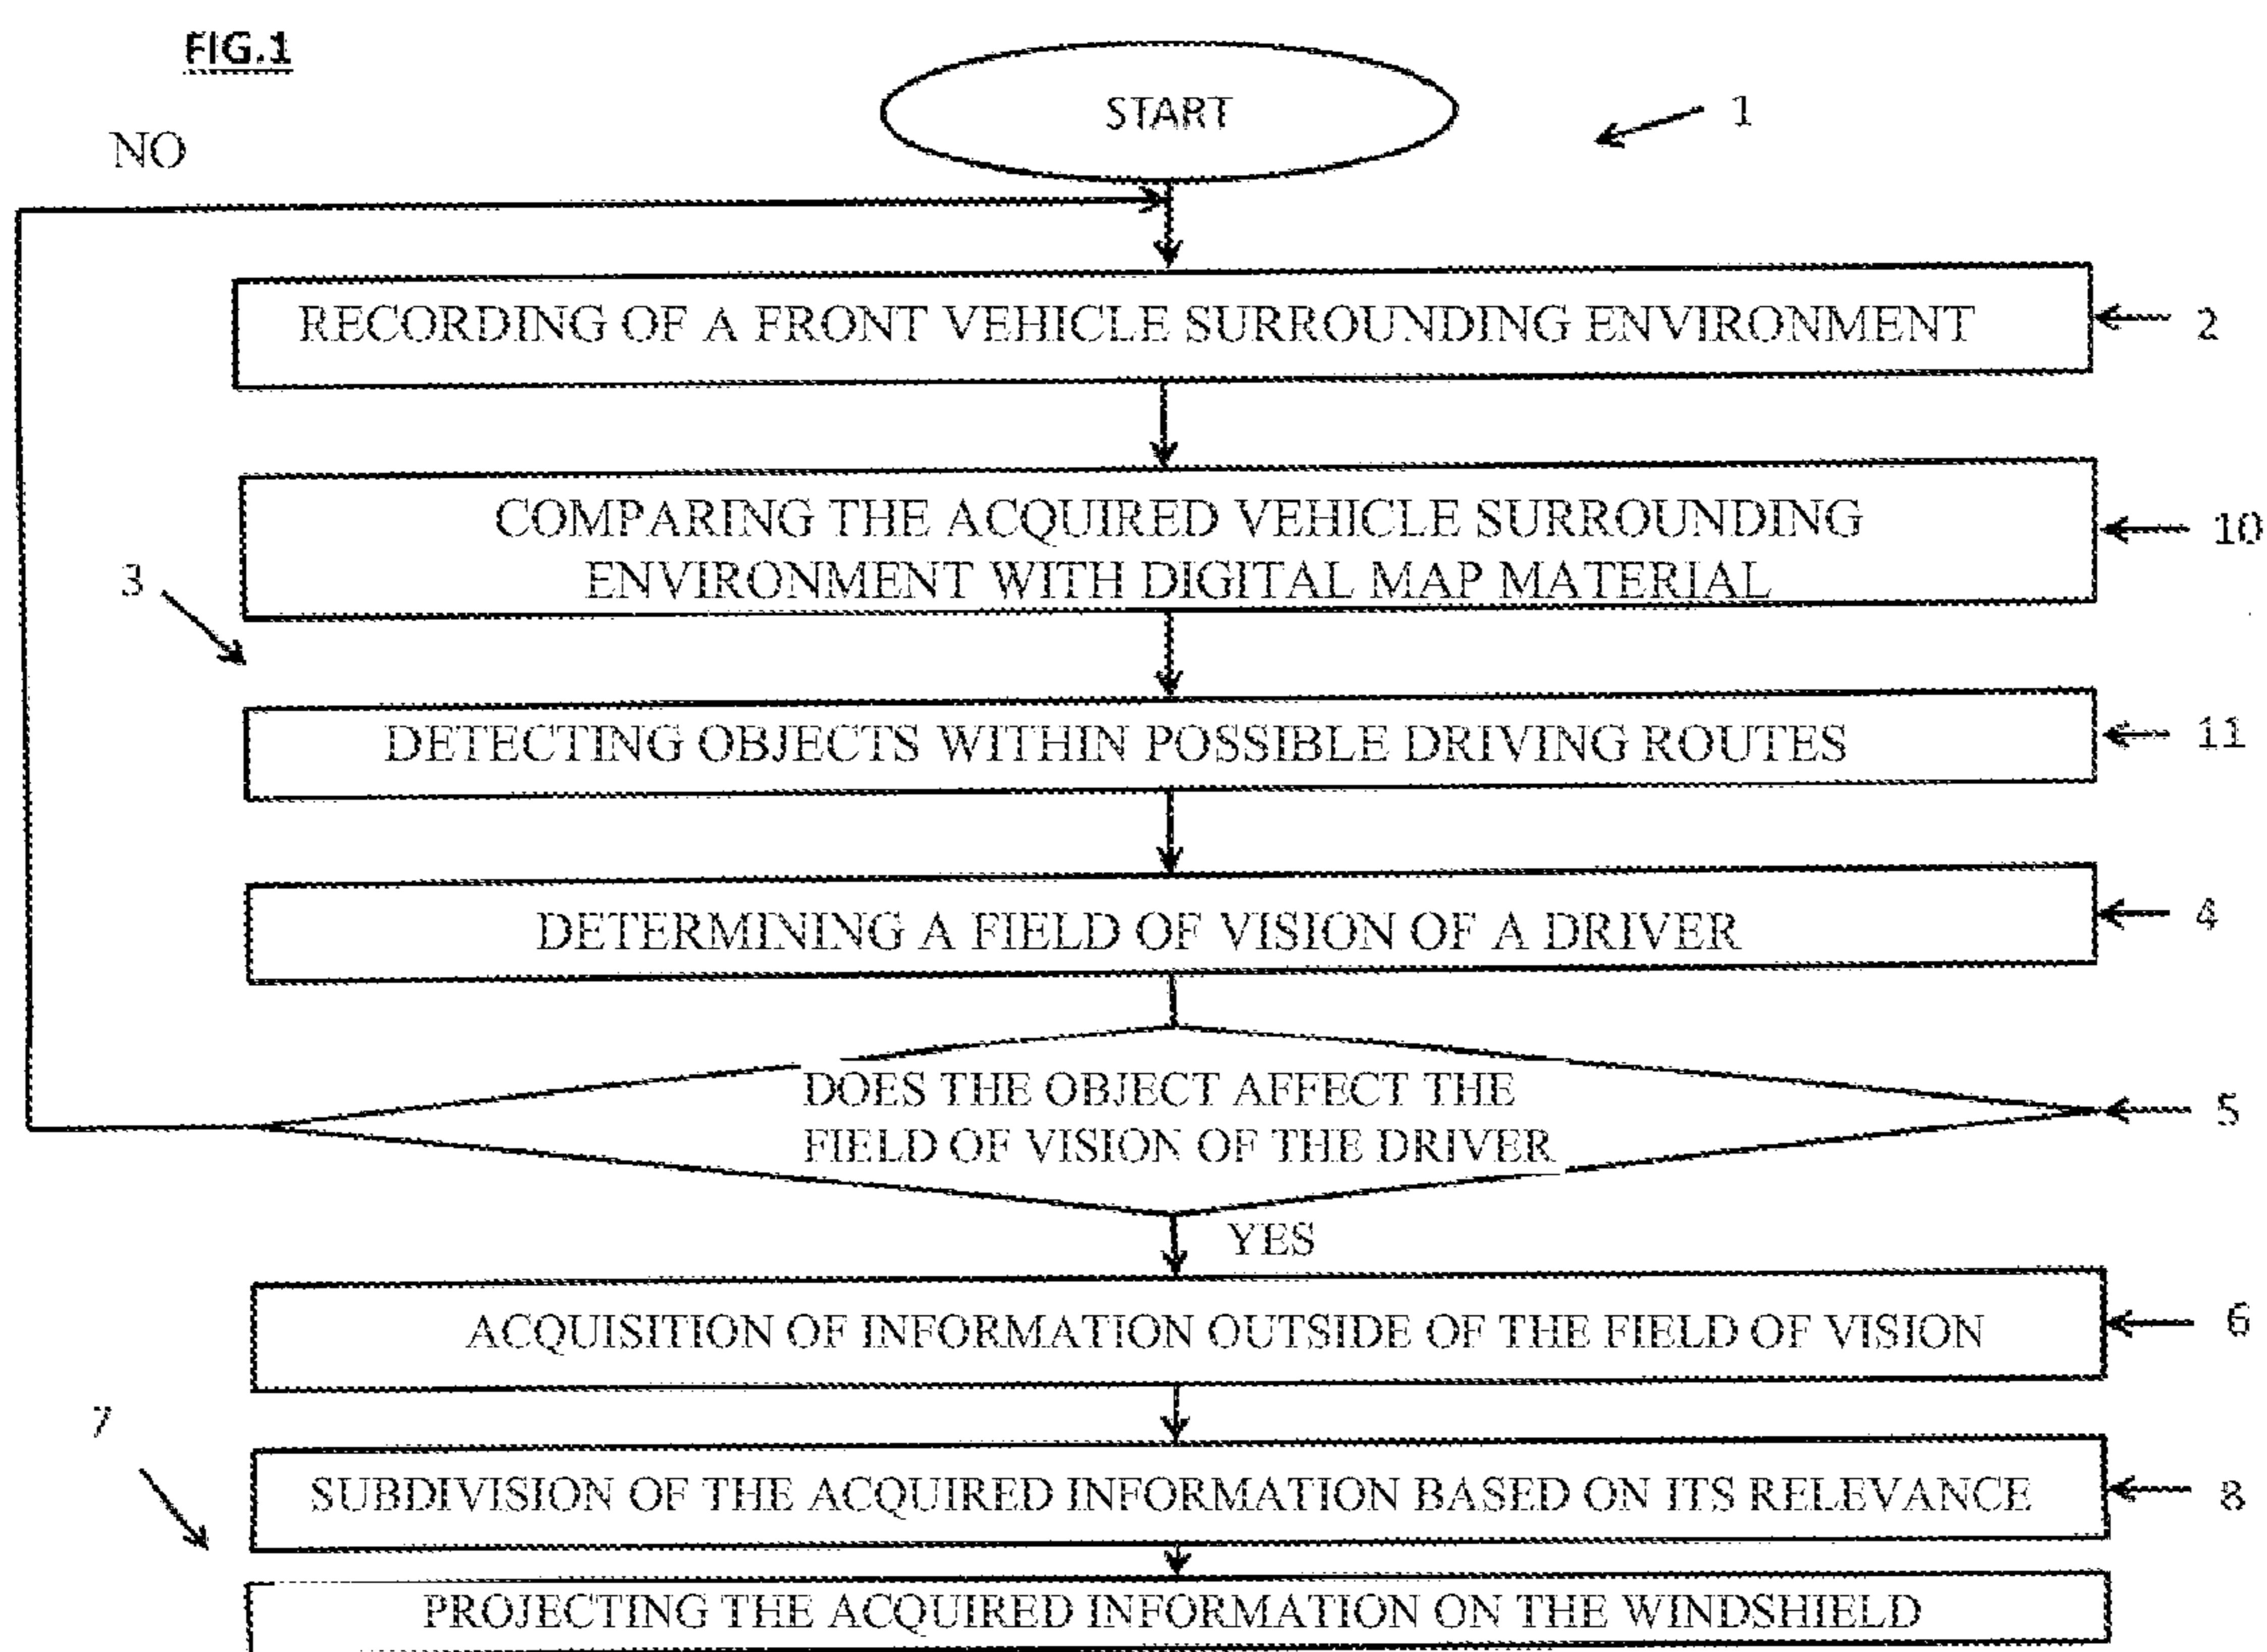 FIG.1
START
1
NO
RECORDING OF A FRONT VEHICLE SURROUNDING ENVIRONMENT
2
COMPARING THE ACQUIRED VEHICLE SURROUNDING
ENVIRONMENT WITH DIGITAL MAP MATERIAL
10
3
DETECTING OBJECTS WITHIN POSSIBLE DRIVING ROUTES
11
DETERMINING A FIELD OF VISION OF A DRIVER
4
DOES THE OBJECT AFFECT THE
FIELD OF VISION OF THE DRIVER
5
YES
ACQUISITION OF INFORMATION OUTSIDE OF THE FIELD OF VISION
6
7
SUBDIVISION OF THE ACQUIRED INFORMATION BASED ON ITS RELEVANCE
8
PROJECTING THE ACQUIRED INFORMATION ON THE WINDSHIELD